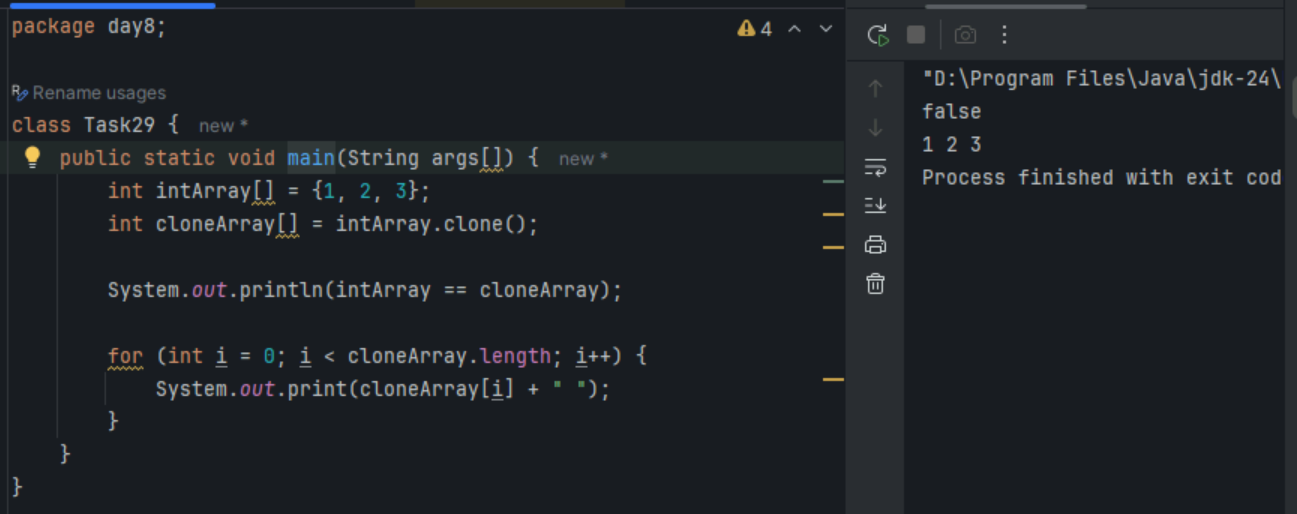 package day8;
4
Rename usages
class Task29 { new *
public static void main(String args[]) { new *
int intArray[] = {1, 2, 3};
int cloneArray[] = intArray.clone();
System.out.println(intArray == cloneArray);
for (int i = 0; i < cloneArray.length; i++) {
System.out.print(cloneArray[i] + " ");
}
}
}
"D:\Program Files\Java\jdk-24\
false
1 2 3
Process finished with exit cod